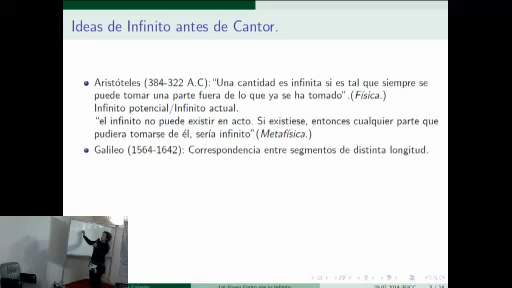 Ideas de Infinito antes de Cantor.
Aristóteles (384-322 A.C):"Una cantidad es infinita si es tal que siempre se
puede tomar una parte fuera de lo que ya se ha tomado".(Física.)
Infinito potencial/Infinito actual.
"el infinito no puede existir en acto. Si existiese, entonces cualquier parte que
pudiera tomarse de él, sería infinito"(Metafísica.)
Galileo (1564-1642): Correspondencia entre segmentos de distinta longitud.